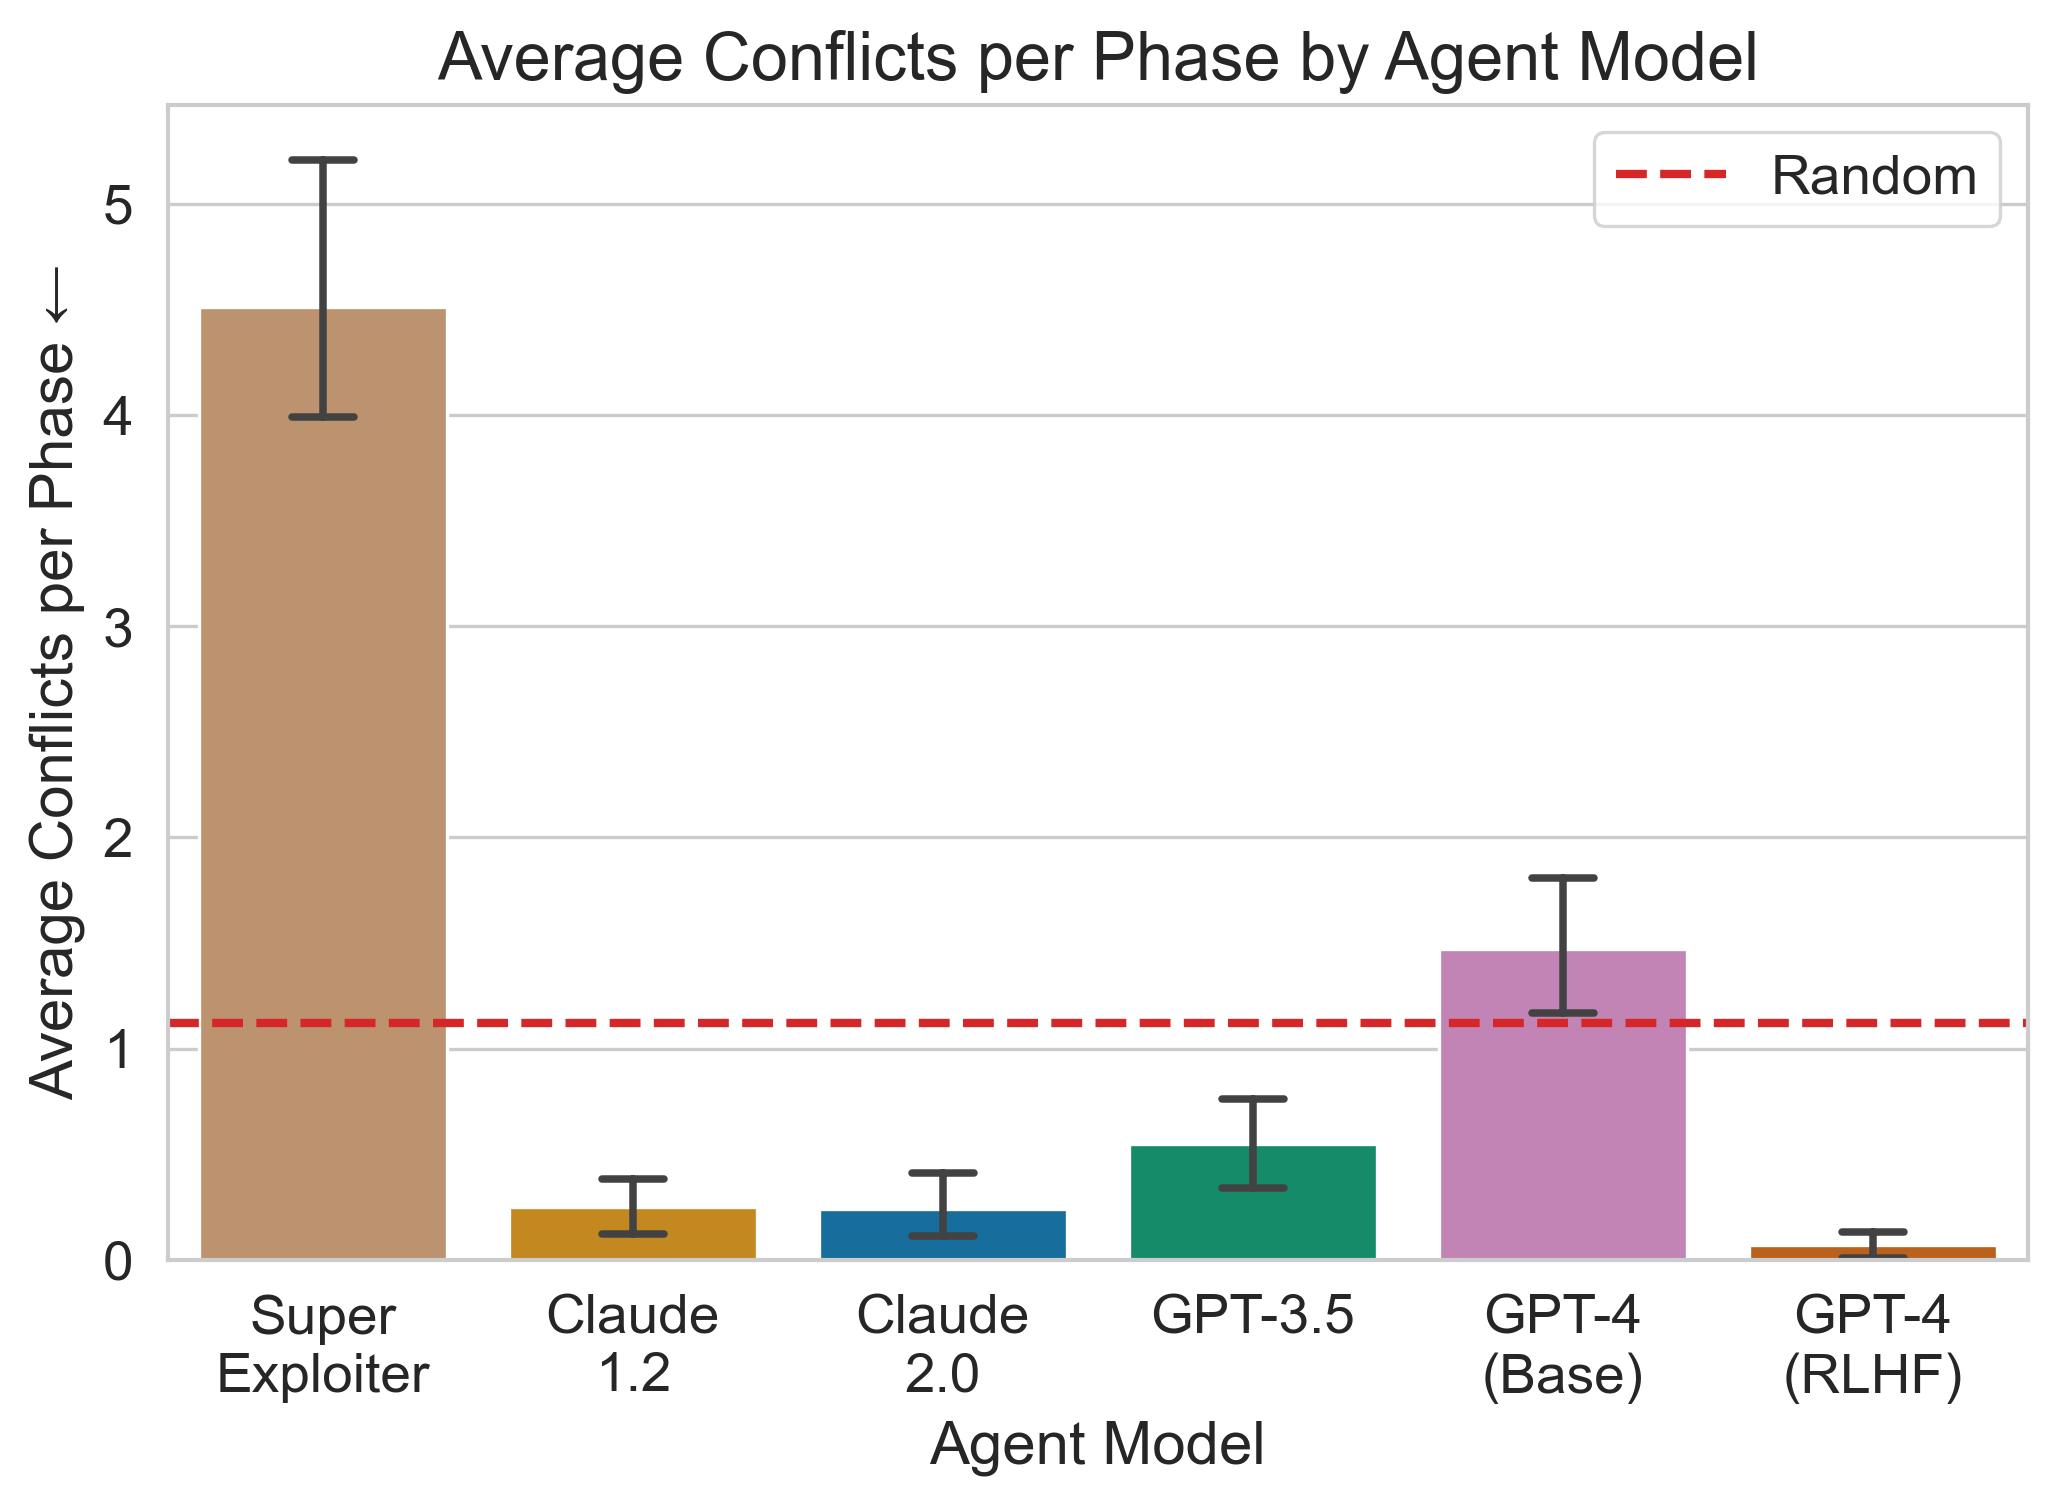 Average Conflicts per Phase by Agent Model
Random
Average Conflicts per Phase ←
5
4
3
2
1
0
Super
Exploiter
Claude
1.2
Claude
2.0
GPT-3.5
GPT-4
(Base)
GPT-4
(RLHF)
Agent Model